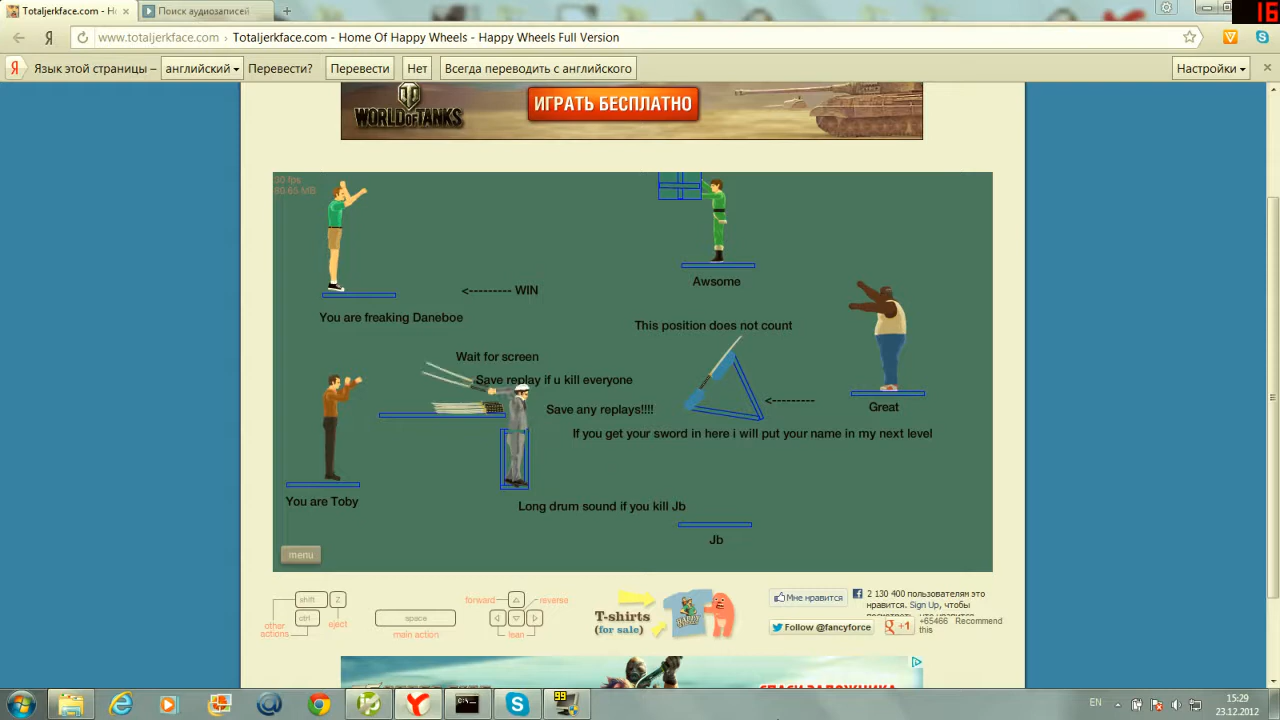 Totaljerkface.com - Ho
Поиск аудиозаписей
16
www.totaljerkface.com › Totaljerkface.com - Home Of Happy Wheels - Happy Wheels Full Version
Язык этой страницы – английский Перевести? Перевести Нет Всегда переводить с английского Настройки
WORLD OF TANKS
ИГРАТЬ БЕСПЛАТНО
30 fps
Awsome
<--------- WIN
You are freaking Daneboe
This position does not count
Wait for screen
Save replay if u kill everyone
<---------
Save any replays!!!!
Great
If you get your sword in here i will put your name in my next level
You are Toby
Long drum sound if you kill Jb
Jb
menu
shift Z
ctrl
eject
other
actions
space
main action
forward
reverse
lean
T-shirts
(for sale)
Мне нравится
2 130 400 пользователям это
нравится. Sign Up, чтобы
Follow @fancyforce
+1
+65466 Recommend
this
99
EN
15:29
23.12.2012